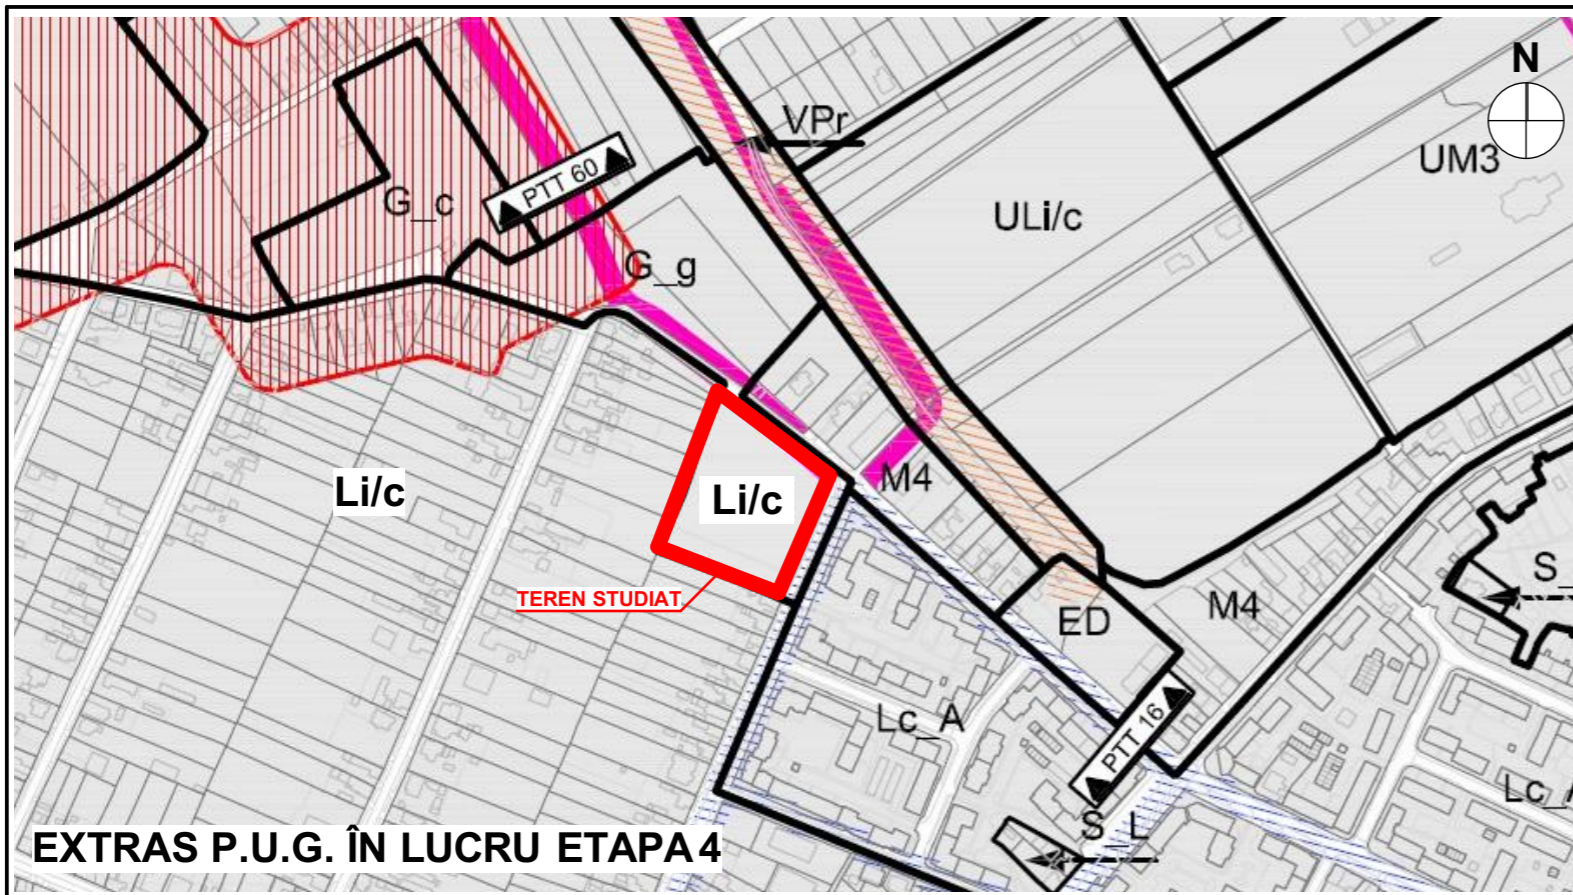 N
VPr
UM3
PTT 60
G_c
ULi/c
G_g
M4
Li/c
Li/c
TEREN STUDIAT
S_
M4
ED
PTT 16
Lc_A
Lc_A
S_L
EXTRAS P.U.G. ÎN LUCRU ETAPA 4